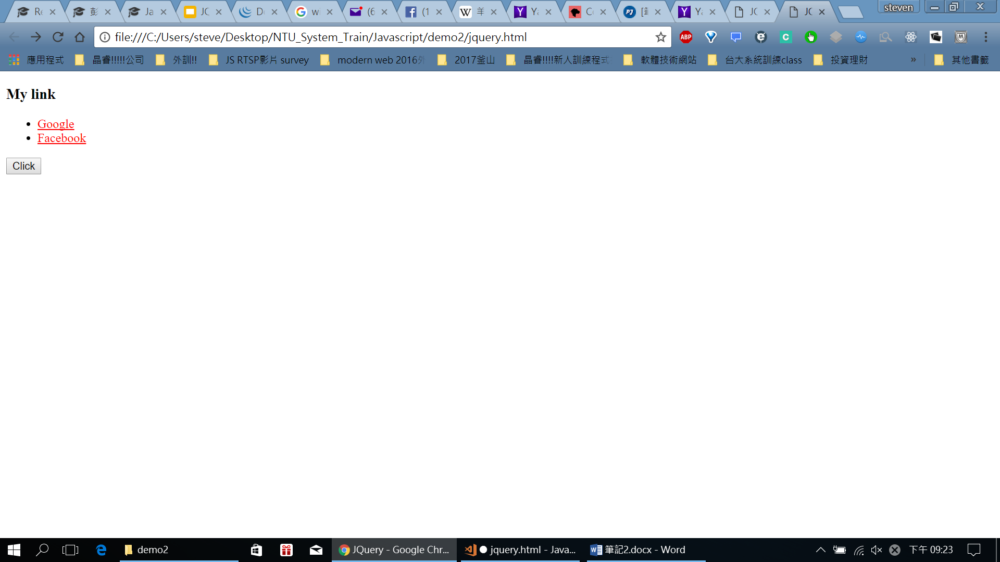 Re
彭
Ja
JQ
D
w
(6
(1
羊
Y
C
[
Y
JQ
JQ
steven
file:///C:/Users/steve/Desktop/NTU_System_Train/Javascript/demo2/jquery.html
ABP
應用程式
晶睿!!!!!公司
外訓!!
JS RTSP影片 survey
modern web 2016外
2017釜山
晶睿!!!!新人訓練程式
軟體技術網站
台大系統訓練class
投資理財
»
其他書籤
My link
Google
Facebook
Click
demo2
JQuery - Google Chr...
● jquery.html - Java...
筆記2.docx - Word
下午 09:23